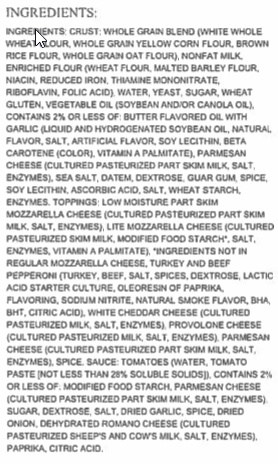 INGREDIENTS:
INGREDIENTS: CRUST: WHOLE GRAIN BLEND (WHITE WHOLE
WHEAT FLOUR, WHOLE GRAIN YELLOW CORN FLOUR, BROWN
RICE FLOUR, WHOLE GRAIN OAT FLOUR), NONFAT MILK,
ENRICHED FLOUR (WHEAT FLOUR, MALTED BARLEY FLOUR,
NIACIN, REDUCED IRON, THIAMINE MONONITRATE,
RIBOFLAVIN, FOLIC ACID), WATER, YEAST, SUGAR, WHEAT
GLUTEN, VEGETABLE OIL (SOYBEAN AND/OR CANOLA OIL),
CONTAINS 2% OR LESS OF: BUTTER FLAVORED OIL WITH
GARLIC (LIQUID AND HYDROGENATED SOYBEAN OIL, NATURAL
FLAVOR, SALT, ARTIFICIAL FLAVOR, SOY LECITHIN, BETA
CAROTENE (COLOR), VITAMIN A PALMITATE), PARMESAN
CHEESE (CULTURED PASTEURIZED PART SKIM MILK, SALT,
ENZYMES), SEA SALT, DATEM, DEXTROSE, GUAR GUM, SPICE,
SOY LECITHIN, ASCORBIC ACID, SALT, WHEAT STARCH,
ENZYMES. TOPPINGS: LOW MOISTURE PART SKIM
MOZZARELLA CHEESE (CULTURED PASTEURIZED PART SKIM
MILK, SALT, ENZYMES), LITE MOZZARELLA CHEESE (CULTURED
PASTEURIZED SKIM MILK, MODIFIED FOOD STARCH*, SALT,
ENZYMES, VITAMIN A PALMITATE), *INGREDIENTS NOT IN
REGULAR MOZZARELLA CHEESE, TURKEY AND BEEF
PEPPERONI (TURKEY, BEEF, SALT, SPICES, DEXTROSE, LACTIC
ACID STARTER CULTURE, OLEORESIN OF PAPRIKA,
FLAVORING, SODIUM NITRITE, NATURAL SMOKE FLAVOR, BHA,
BHT, CITRIC ACID), WHITE CHEDDAR CHEESE (CULTURED
PASTEURIZED MILK, SALT, ENZYMES), PROVOLONE CHEESE
(CULTURED PASTEURIZED MILK, SALT, ENZYMES), PARMESAN
CHEESE (CULTURED PASTEURIZED PART SKIM MILK, SALT,
ENZYMES), SPICE. SAUCE: TOMATOES (WATER, TOMATO
PASTE [NOT LESS THAN 28% SOLUBLE SOLIDS]), CONTAINS 2%
OR LESS OF: MODIFIED FOOD STARCH, PARMESAN CHEESE
(CULTURED PASTEURIZED PART SKIM MILK, SALT, ENZYMES).
SUGAR, DEXTROSE, SALT, DRIED GARLIC, SPICE, DRIED
ONION, DEHYDRATED ROMANO CHEESE (CULTURED
PASTEURIZED SHEEP'S AND COW'S MILK, SALT, ENZYMES),
PAPRIKA, CITRIC ACID.